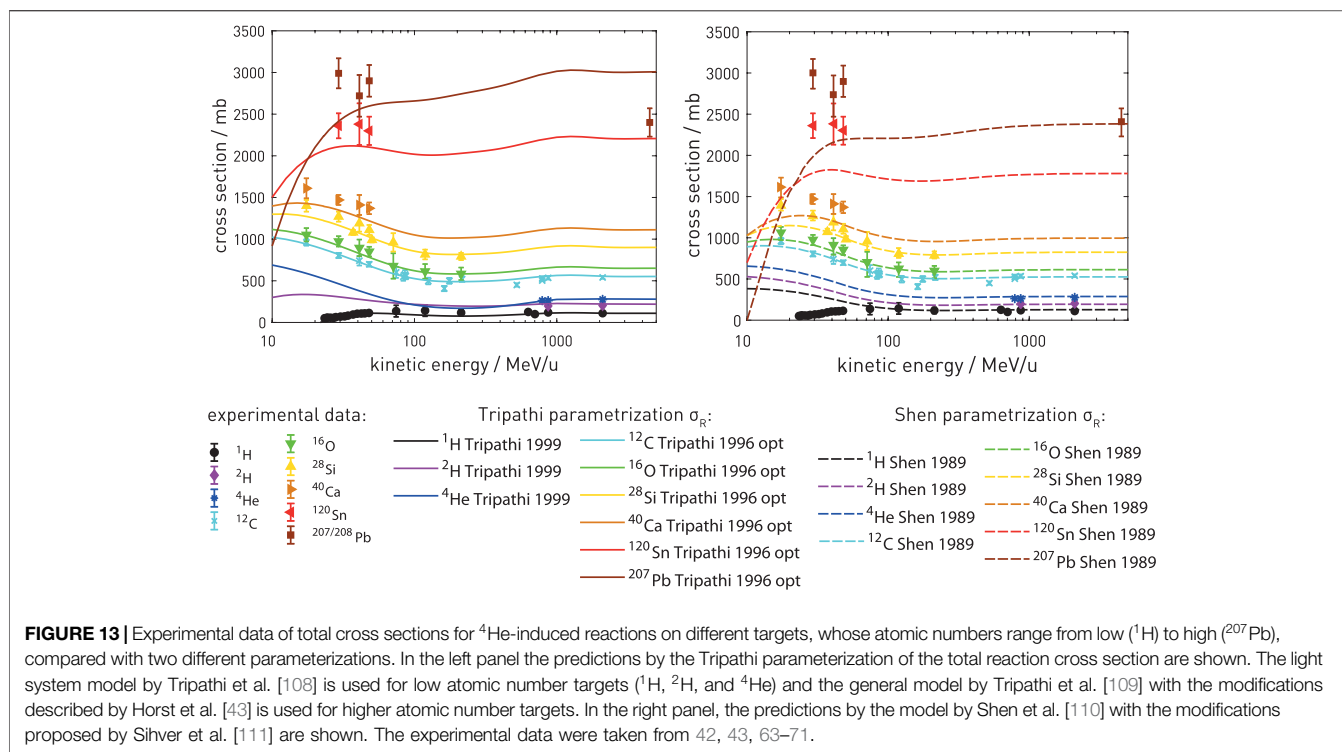 3500
3000
2500
2000
1500
1000
500
0
cross section / mb
10
100
1000
kinetic energy / MeV/u
3500
3000
2500
2000
1500
1000
500
0
cross section / mb
10
100
1000
kinetic energy / MeV/u
experimental data:
¹H
²H
⁴He
¹²C
¹⁶O
²⁸Si
⁴⁰Ca
¹²⁰Sn
²⁰⁷/²⁰⁸Pb
Tripathi parametrization σR:
¹H Tripathi 1999
²H Tripathi 1999
⁴He Tripathi 1999
¹²C Tripathi 1996 opt
¹⁶O Tripathi 1996 opt
²⁸Si Tripathi 1996 opt
⁴⁰Ca Tripathi 1996 opt
¹²⁰Sn Tripathi 1996 opt
²⁰⁷Pb Tripathi 1996 opt
Shen parametrization σR:
¹H Shen 1989
²H Shen 1989
⁴He Shen 1989
¹²C Shen 1989
¹⁶O Shen 1989
²⁸Si Shen 1989
⁴⁰Ca Shen 1989
¹²⁰Sn Shen 1989
²⁰⁷Pb Shen 1989
FIGURE 13 | Experimental data of total cross sections for ⁴He-induced reactions on different targets, whose atomic numbers range from low (¹H) to high (²⁰⁷Pb),
compared with two different parameterizations. In the left panel the predictions by the Tripathi parameterization of the total reaction cross section are shown. The light
system model by Tripathi et al. [108] is used for low atomic number targets (¹H, ²H, and ⁴He) and the general model by Tripathi et al. [109] with the modifications
described by Horst et al. [43] is used for higher atomic number targets. In the right panel, the predictions by the model by Shen et al. [110] with the modifications
proposed by Sihver et al. [111] are shown. The experimental data were taken from 42, 43, 63–71.